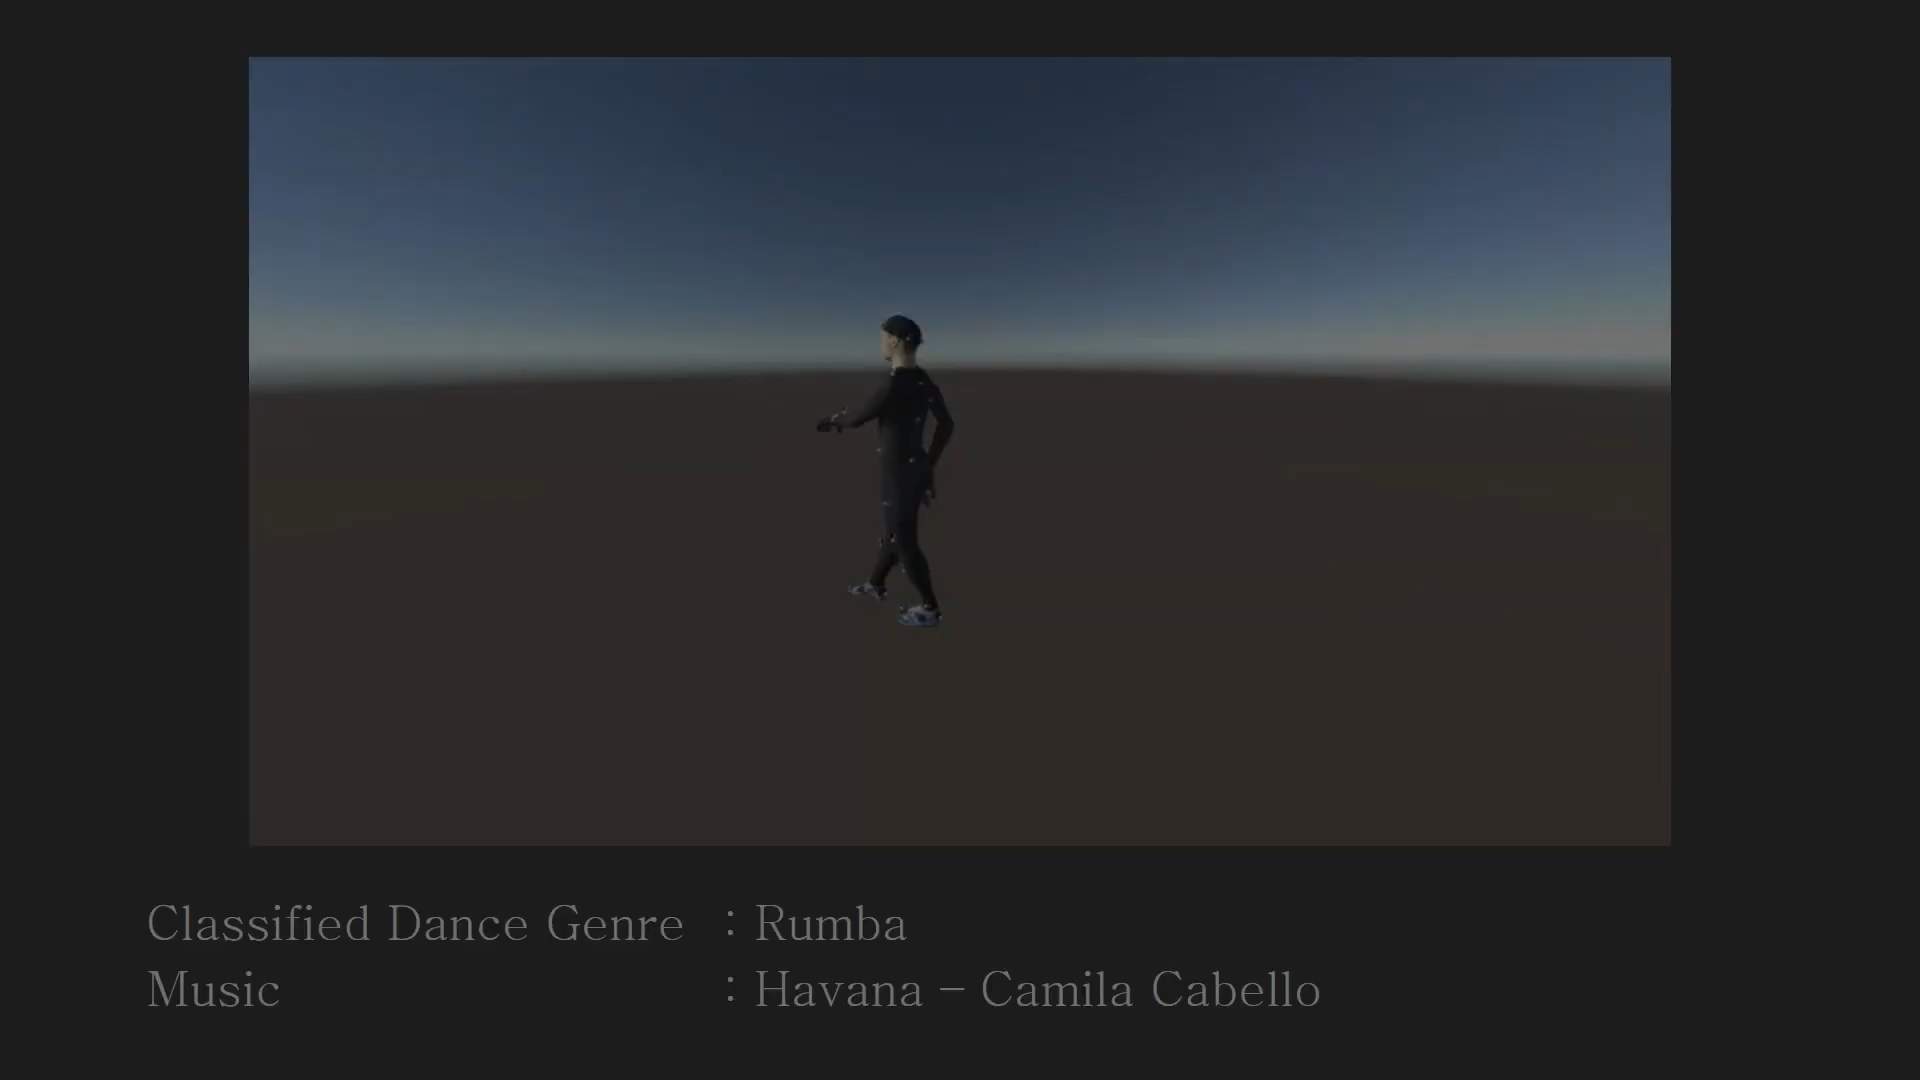 Classified Dance Genre : Rumba
Music : Havana – Camila Cabello